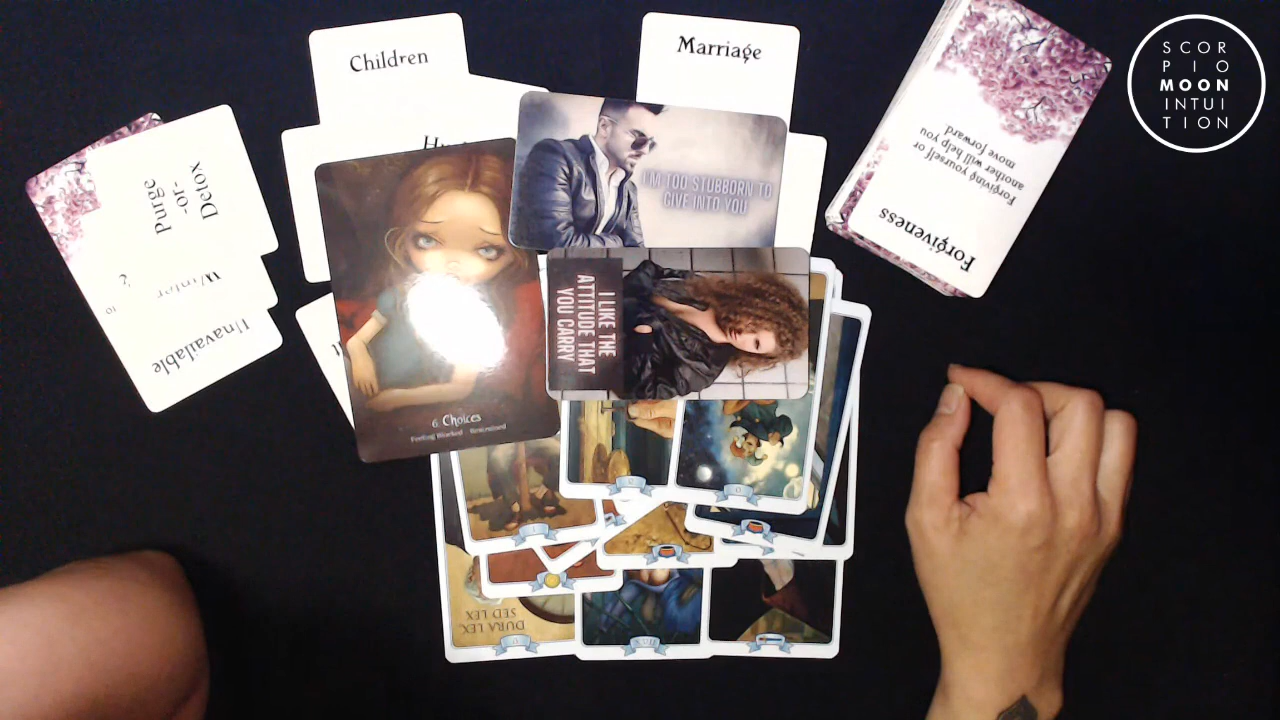 Children
Marriage
SCOR
PIO
MOON
INTUI
TION
Purge
-or-
Detox
I'M TOO STUBBORN TO
GIVE INTO YOU
Forgiveness
Forgiving yourself or
another will help you
move forward.
I LIKE THE
ATTITUDE THAT
YOU CARRY
Unavailable
6 Choices
Feeling Blocked
DURA LEX
SED LEX